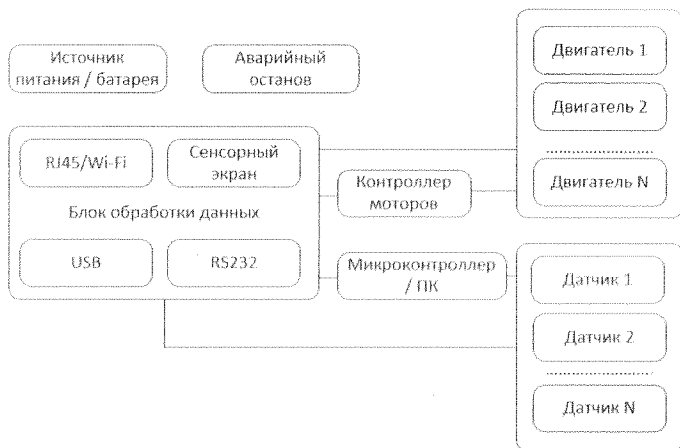 Источник
питания / батарея
Аварийный
останов
RJ45/Wi-Fi
Сенсорный
экран
Блок обработки данных
USB
RS232
Контроллер
моторов
Микроконтроллер
/ ПК
Двигатель 1
Двигатель 2
Двигатель N
Датчик 1
Датчик 2
Датчик N